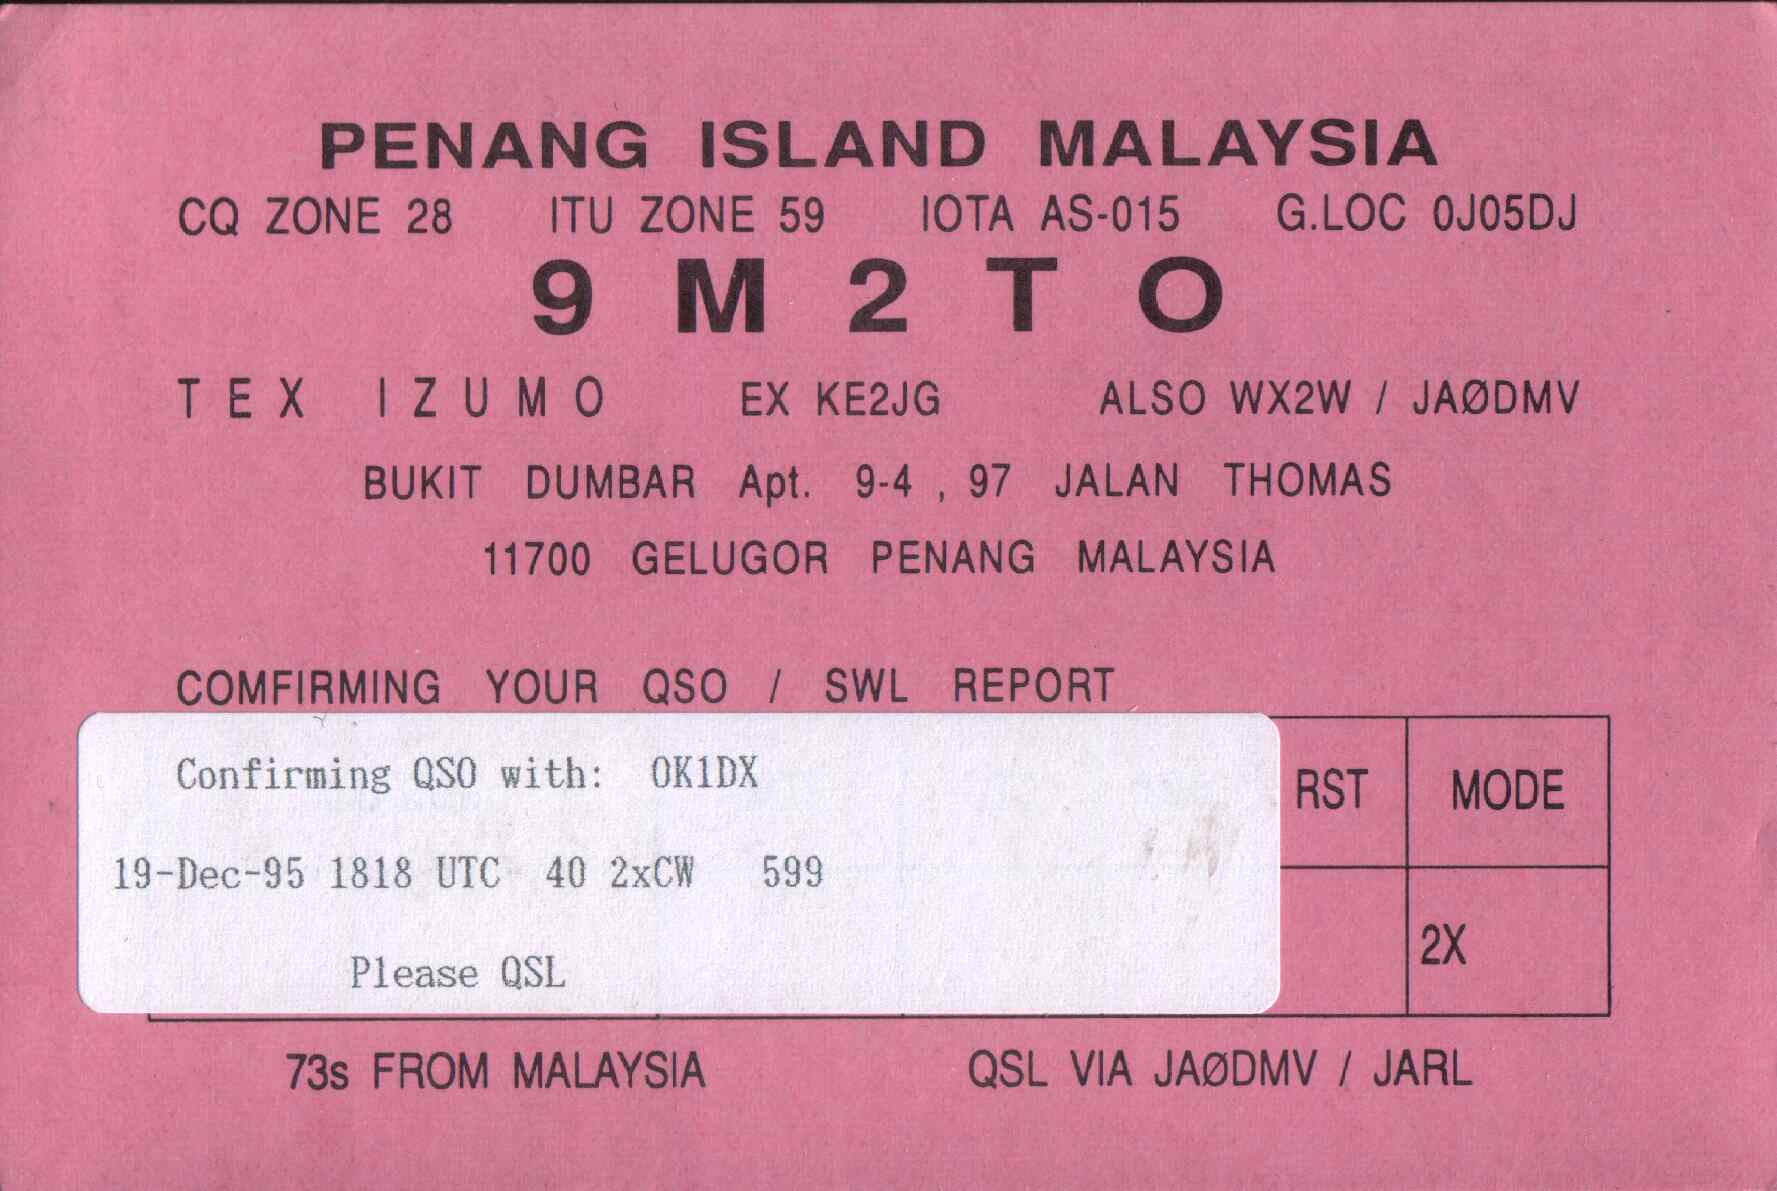 PENANG ISLAND MALAYSIA
CQ ZONE 28 ITU ZONE 59 IOTA AS-015 G.LOC 0J05DJ
9M2TO
TEX IZUMO EX KE2JG ALSO WX2W / JAØDMV
BUKIT DUMBAR Apt. 9-4 , 97 JALAN THOMAS
11700 GELUGOR PENANG MALAYSIA
COMFIRMING YOUR QSO / SWL REPORT
Confirming QSO with: OK1DX
RST MODE
19-Dec-95 1818 UTC 40 2xCW 599
2X
Please QSL
73s FROM MALAYSIA QSL VIA JAØDMV / JARL